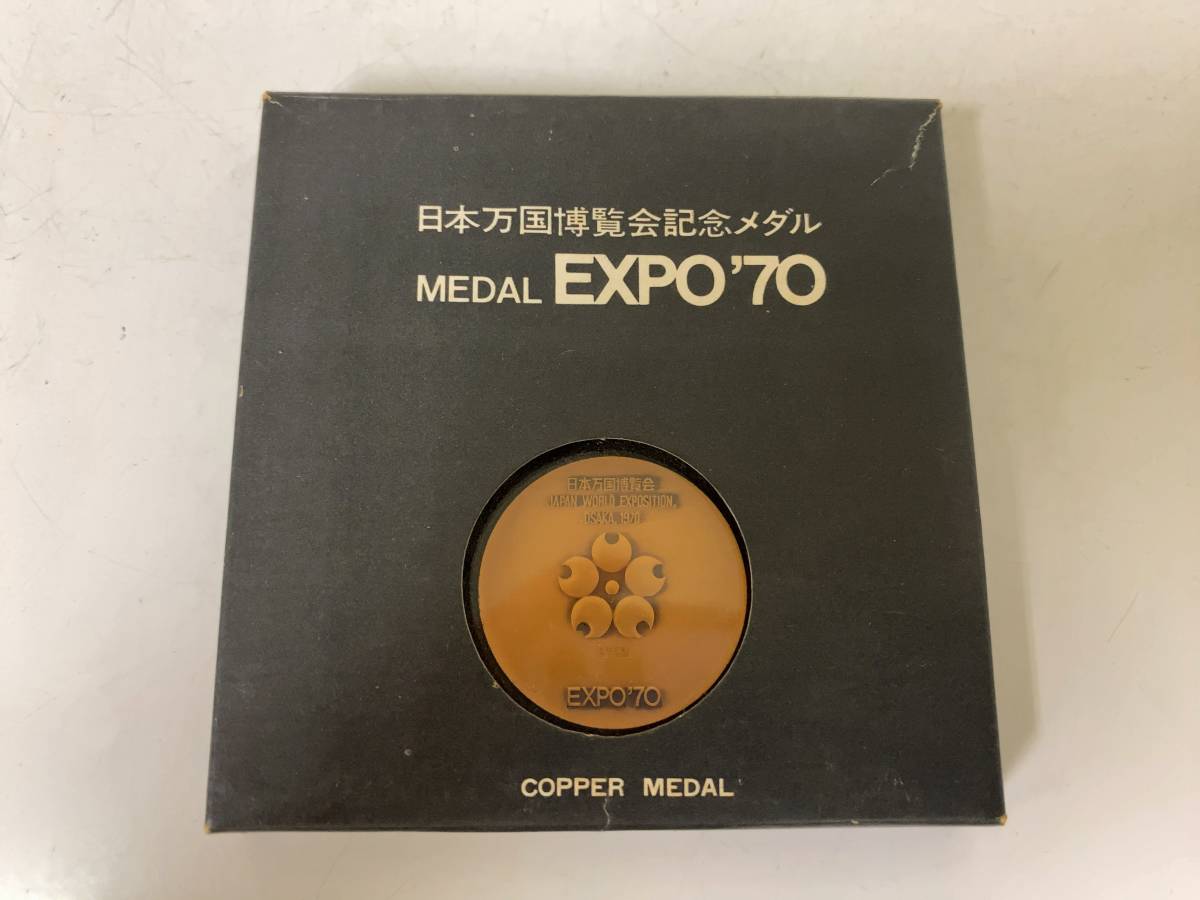 日本万国博覧会記念メダル
MEDAL EXPO'70
日本万国博覧会
JAPAN WORLD EXPOSITION,
OSAKA, 1970
EXPO'70
COPPER MEDAL